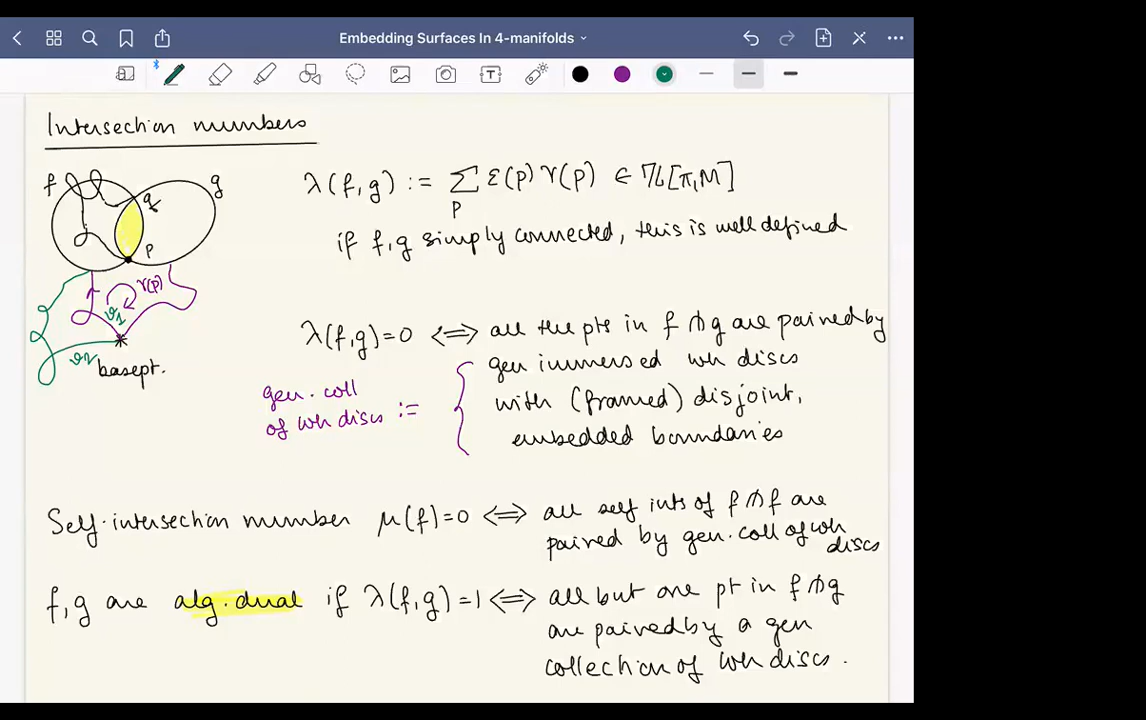 Embedding Surfaces In 4-manifolds
Intersection numbers
f
g
q
p
γ(p)
ϑ1
ϑ2
basept.
λ(f,g) := Σ_p ε(p) γ(p) ∈ ℤ[π₁M]
if f,g simply connected, this is well defined
λ(f,g)=0 ⟺ all the pts in f ⋔ g are paired by
gen immersed wh discs
with (framed) disjoint,
embedded boundaries
gen. coll
of wh discs :=
Self-intersection number μ(f)=0 ⟺ all self ints of f ⋔ f are
paired by gen. coll of wh
discs
f,g are alg. dual if λ(f,g)=1 ⟺ all but one pt in f ⋔ g
are paired by a gen
collection of wh discs.